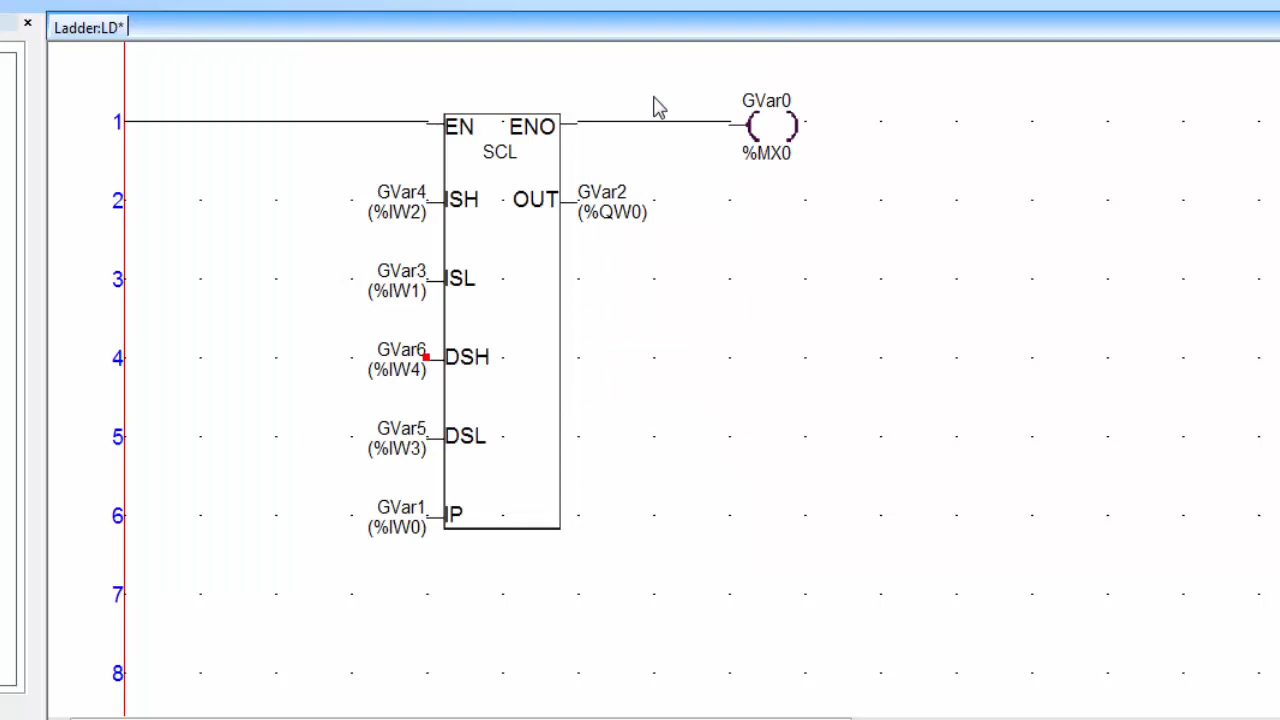 Ladder:LD*
GVar0
1
EN ENO
SCL
%MX0
2
GVar4
(%IW2)
ISH OUT
GVar2
(%QW0)
3
GVar3
(%IW1)
ISL
4
GVar6
(%IW4)
DSH
5
GVar5
(%IW3)
DSL
6
GVar1
(%IW0)
IP
7
8